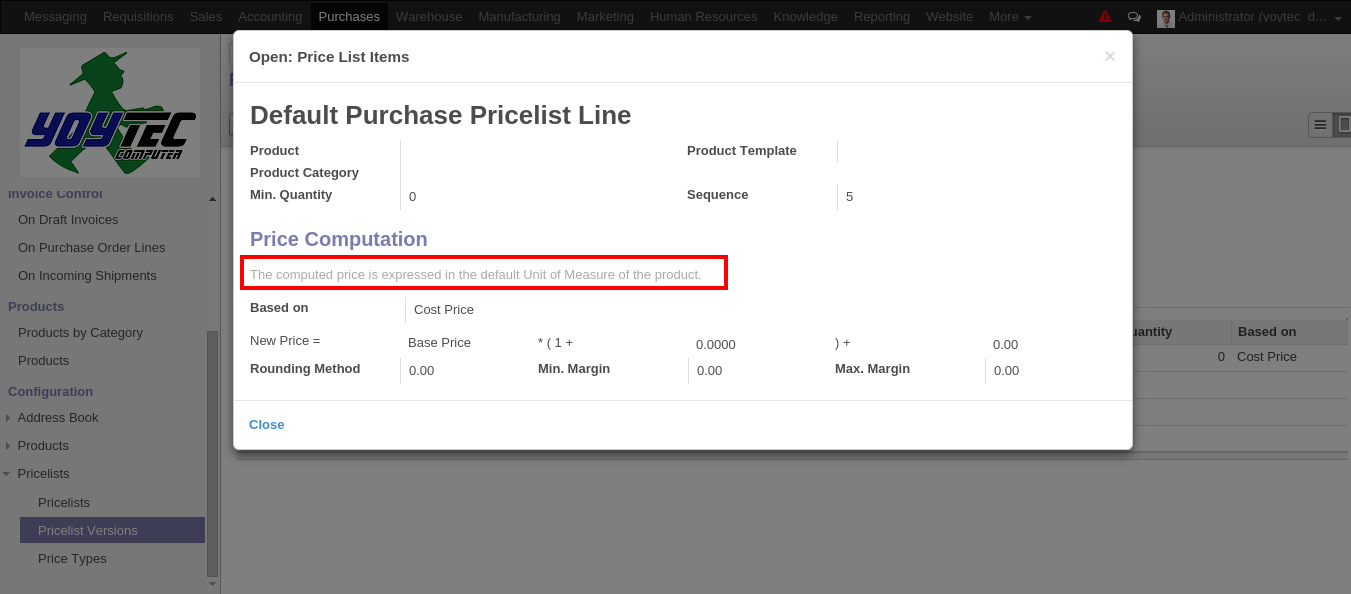 Messaging Requisitions Sales Accounting Purchases Warehouse Manufacturing Marketing Human Resources Knowledge Reporting Website More Administrator (yoytec_d...
Open: Price List Items ×
YOYTEC
COMPUTER
Default Purchase Pricelist Line
Product Product Template
Product Category
Min. Quantity 0 Sequence 5
Price Computation
The computed price is expressed in the default Unit of Measure of the product.
Based on Cost Price
New Price = Base Price * ( 1 + 0.0000 ) + 0.00
Rounding Method 0.00 Min. Margin 0.00 Max. Margin 0.00
Close
Invoice Control
On Draft Invoices
On Purchase Order Lines
On Incoming Shipments
Products
Products by Category
Products
Configuration
Address Book
Products
Pricelists
Pricelists
Pricelist Versions
Price Types
uantity Based on
0 Cost Price